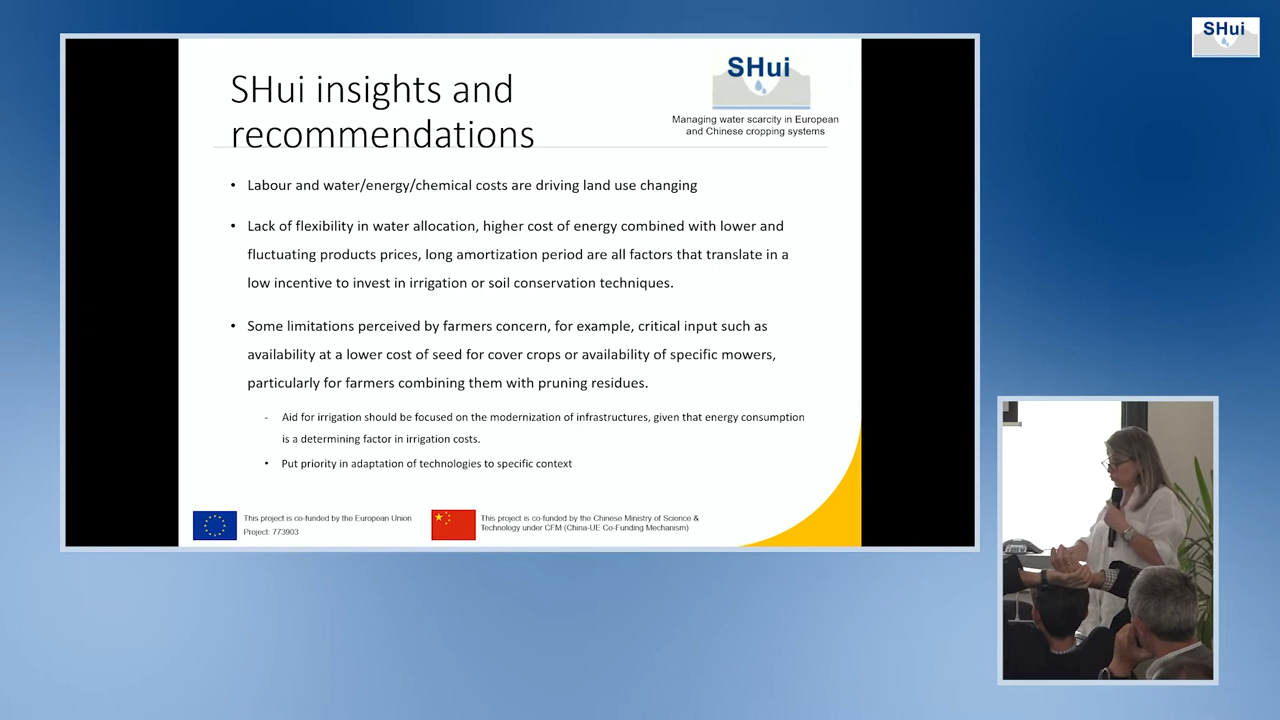 SHui
SHui insights and
recommendations
SHui
Managing water scarcity in European
and Chinese cropping systems
• Labour and water/energy/chemical costs are driving land use changing
• Lack of flexibility in water allocation, higher cost of energy combined with lower and
fluctuating products prices, long amortization period are all factors that translate in a
low incentive to invest in irrigation or soil conservation techniques.
• Some limitations perceived by farmers concern, for example, critical input such as
availability at a lower cost of seed for cover crops or availability of specific mowers,
particularly for farmers combining them with pruning residues.
- Aid for irrigation should be focused on the modernization of infrastructures, given that energy consumption
is a determining factor in irrigation costs.
• Put priority in adaptation of technologies to specific context
This project is co-funded by the European Union
Project: 773903
This project is co-funded by the Chinese Ministry of Science &
Technology under CFM (China-UE Co-Funding Mechanism)